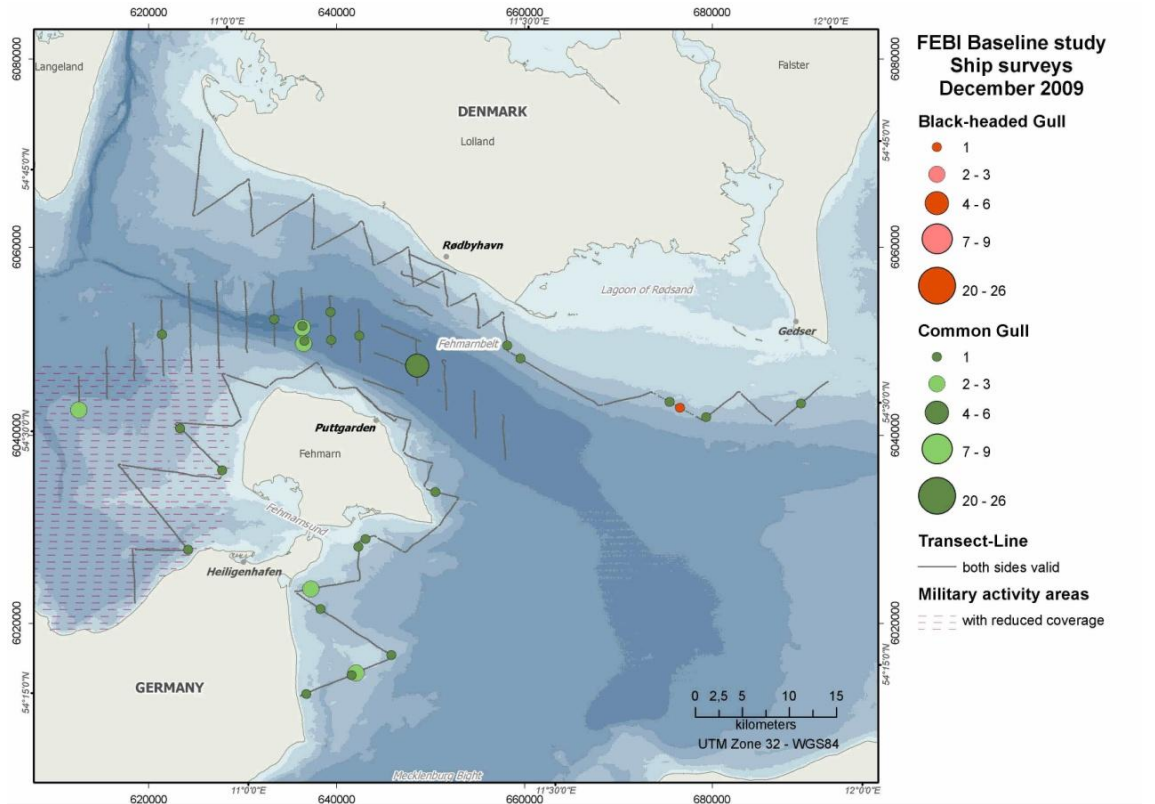 620000
640000
660000
680000
11°0'0"E
11°30'0"E
12°0'0"E
6080000
6080000
54°45'0"N
54°45'0"N
6060000
6060000
54°30'0"N
54°30'0"N
6040000
6040000
6020000
6020000
54°15'0"N
54°15'0"N
Langeland
Falster
DENMARK
Lolland
Rødbyhavn
Lagoon of Rødsand
Gedser
Fehmarnbelt
Puttgarden
Fehmarn
Fehmarnsund
Heiligenhafen
GERMANY
Mecklenburg Bight
0 2,5 5 10 15
kilometers
UTM Zone 32 - WGS84
620000
640000
660000
680000
11°0'0"E
11°30'0"E
12°0'0"E
FEBI Baseline study
Ship surveys
December 2009
Black-headed Gull
1
2 - 3
4 - 6
7 - 9
20 - 26
Common Gull
1
2 - 3
4 - 6
7 - 9
20 - 26
Transect-Line
both sides valid
Military activity areas
with reduced coverage